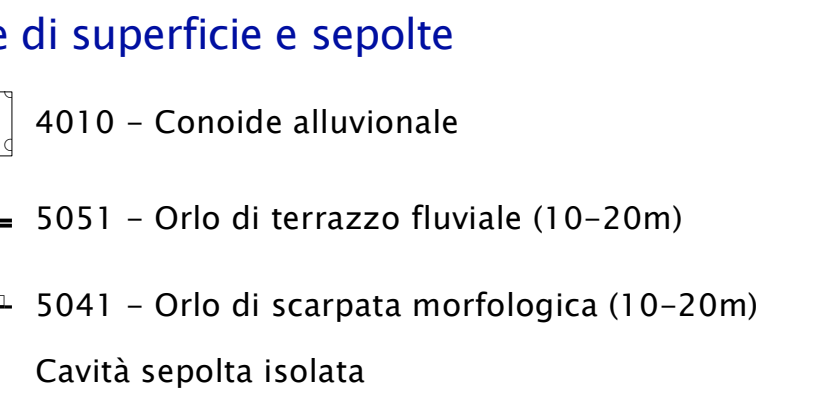 e di superficie e sepolte
4010 – Conoide alluvionale
5051 – Orlo di terrazzo fluviale (10–20m)
5041 – Orlo di scarpata morfologica (10–20m)
Cavità sepolta isolata